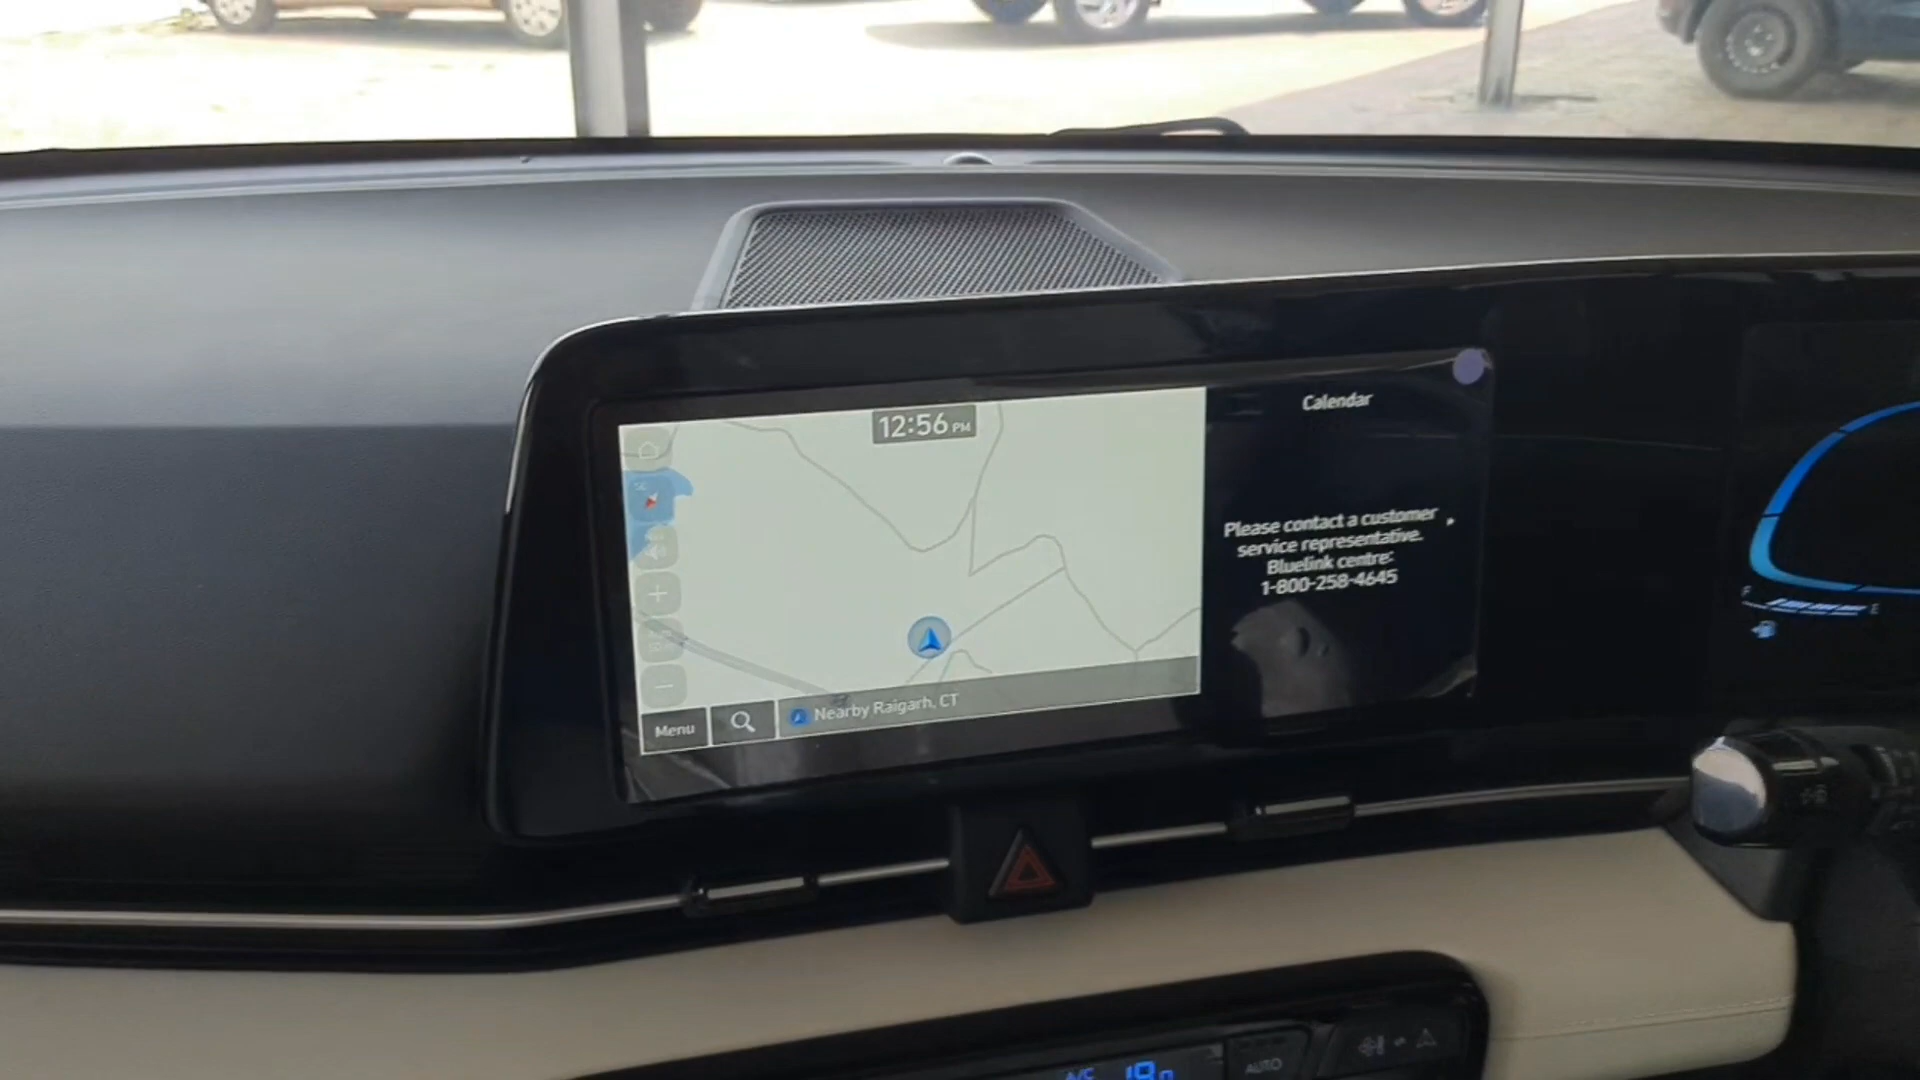 12:56 PM
Calendar
Please contact a customer
service representative.
Bluelink centre:
1-800-258-4645
Menu
Nearby Raigarh, CT
F
E
A/C
AUTO